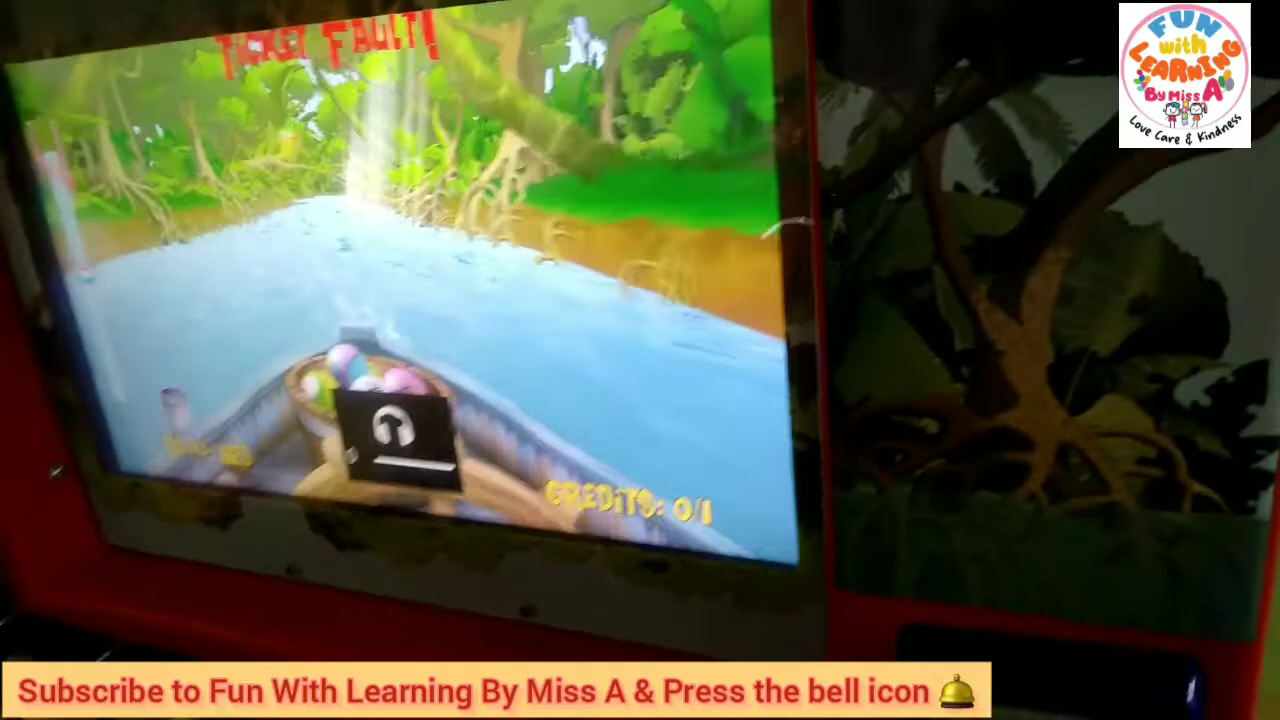 TICKET FAULT!
FUN
with
LEARNING
By Miss A
Love Care & Kindness
CREDITS: 0/1
Subscribe to Fun With Learning By Miss A & Press the bell icon